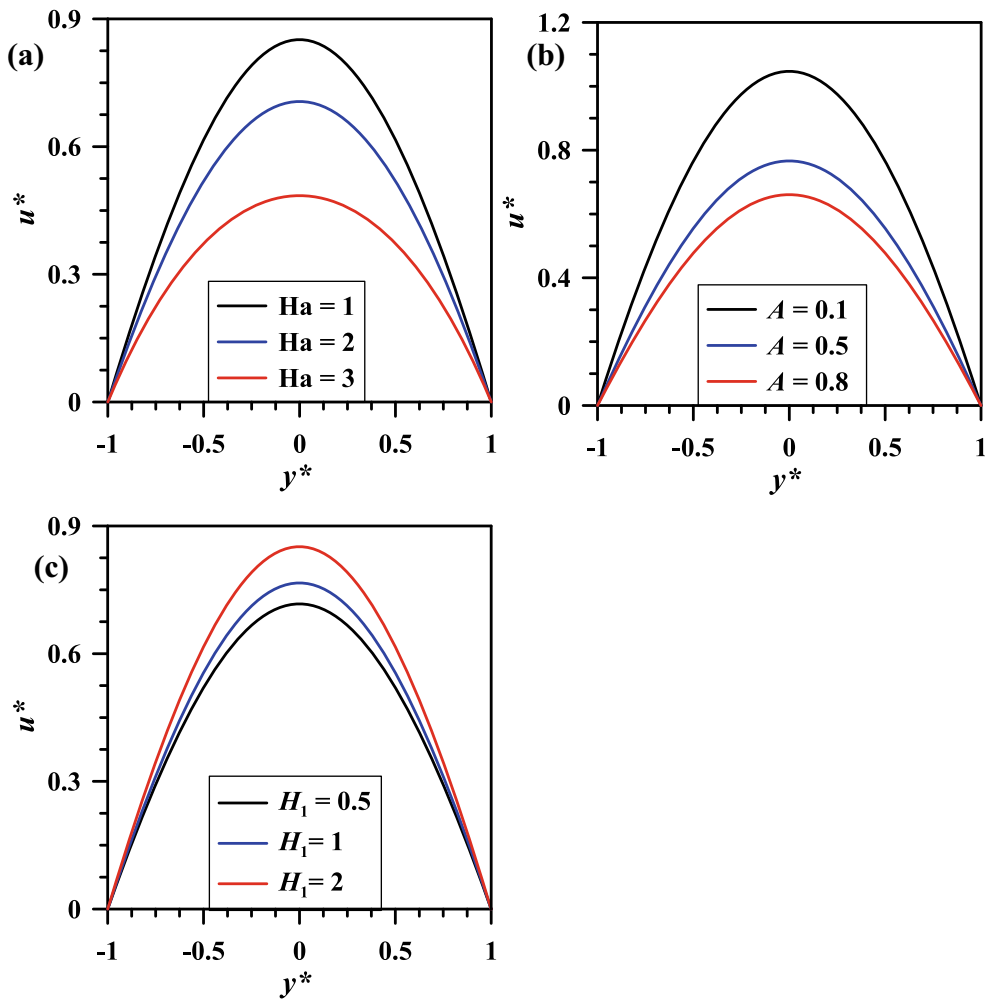 (a)
0.9
0.6
0.3
0
u*
Ha = 1
Ha = 2
Ha = 3
-1 -0.5 0 0.5 1
y*
(b)
1.2
0.8
0.4
0
u*
A = 0.1
A = 0.5
A = 0.8
-1 -0.5 0 0.5 1
y*
(c)
0.9
0.6
0.3
0
u*
H₁ = 0.5
H₁= 1
H₁= 2
-1 -0.5 0 0.5 1
y*